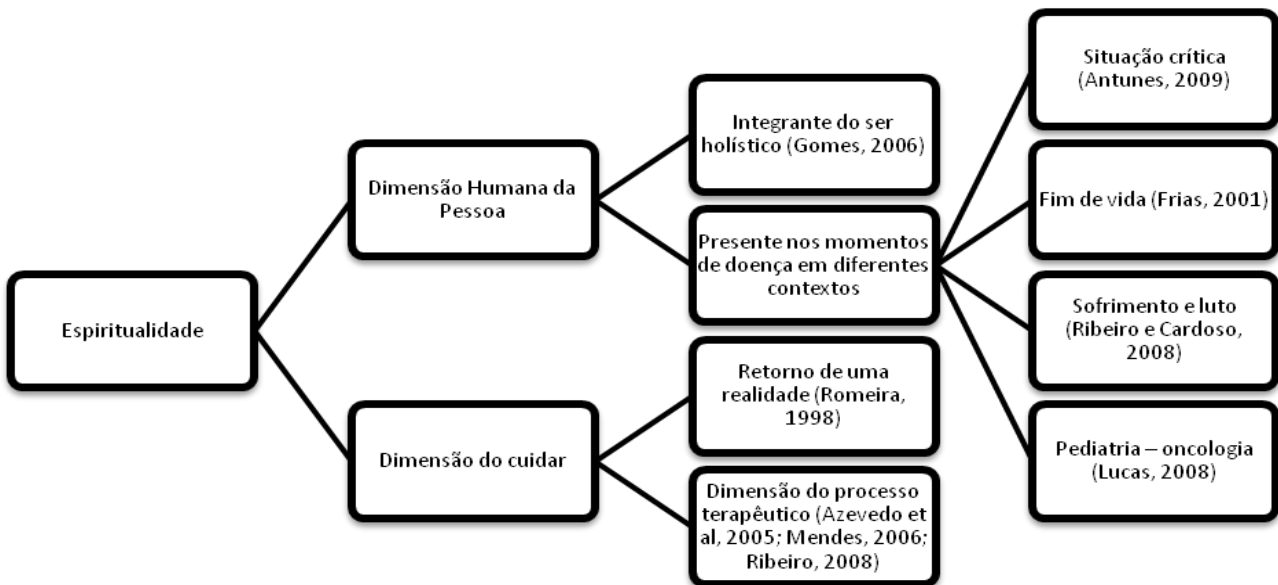 Espiritualidade
Dimensão Humana da
Pessoa
Integrante do ser
holístico (Gomes, 2006)
Presente nos momentos
de doença em diferentes
contextos
Situação crítica
(Antunes, 2009)
Fim de vida (Frias, 2001)
Sofrimento e luto
(Ribeiro e Cardoso,
2008)
Pediatria – oncologia
(Lucas, 2008)
Dimensão do cuidar
Retorno de uma
realidade (Romeira,
1998)
Dimensão do processo
terapêutico (Azevedo et
al, 2005; Mendes, 2006;
Ribeiro, 2008)